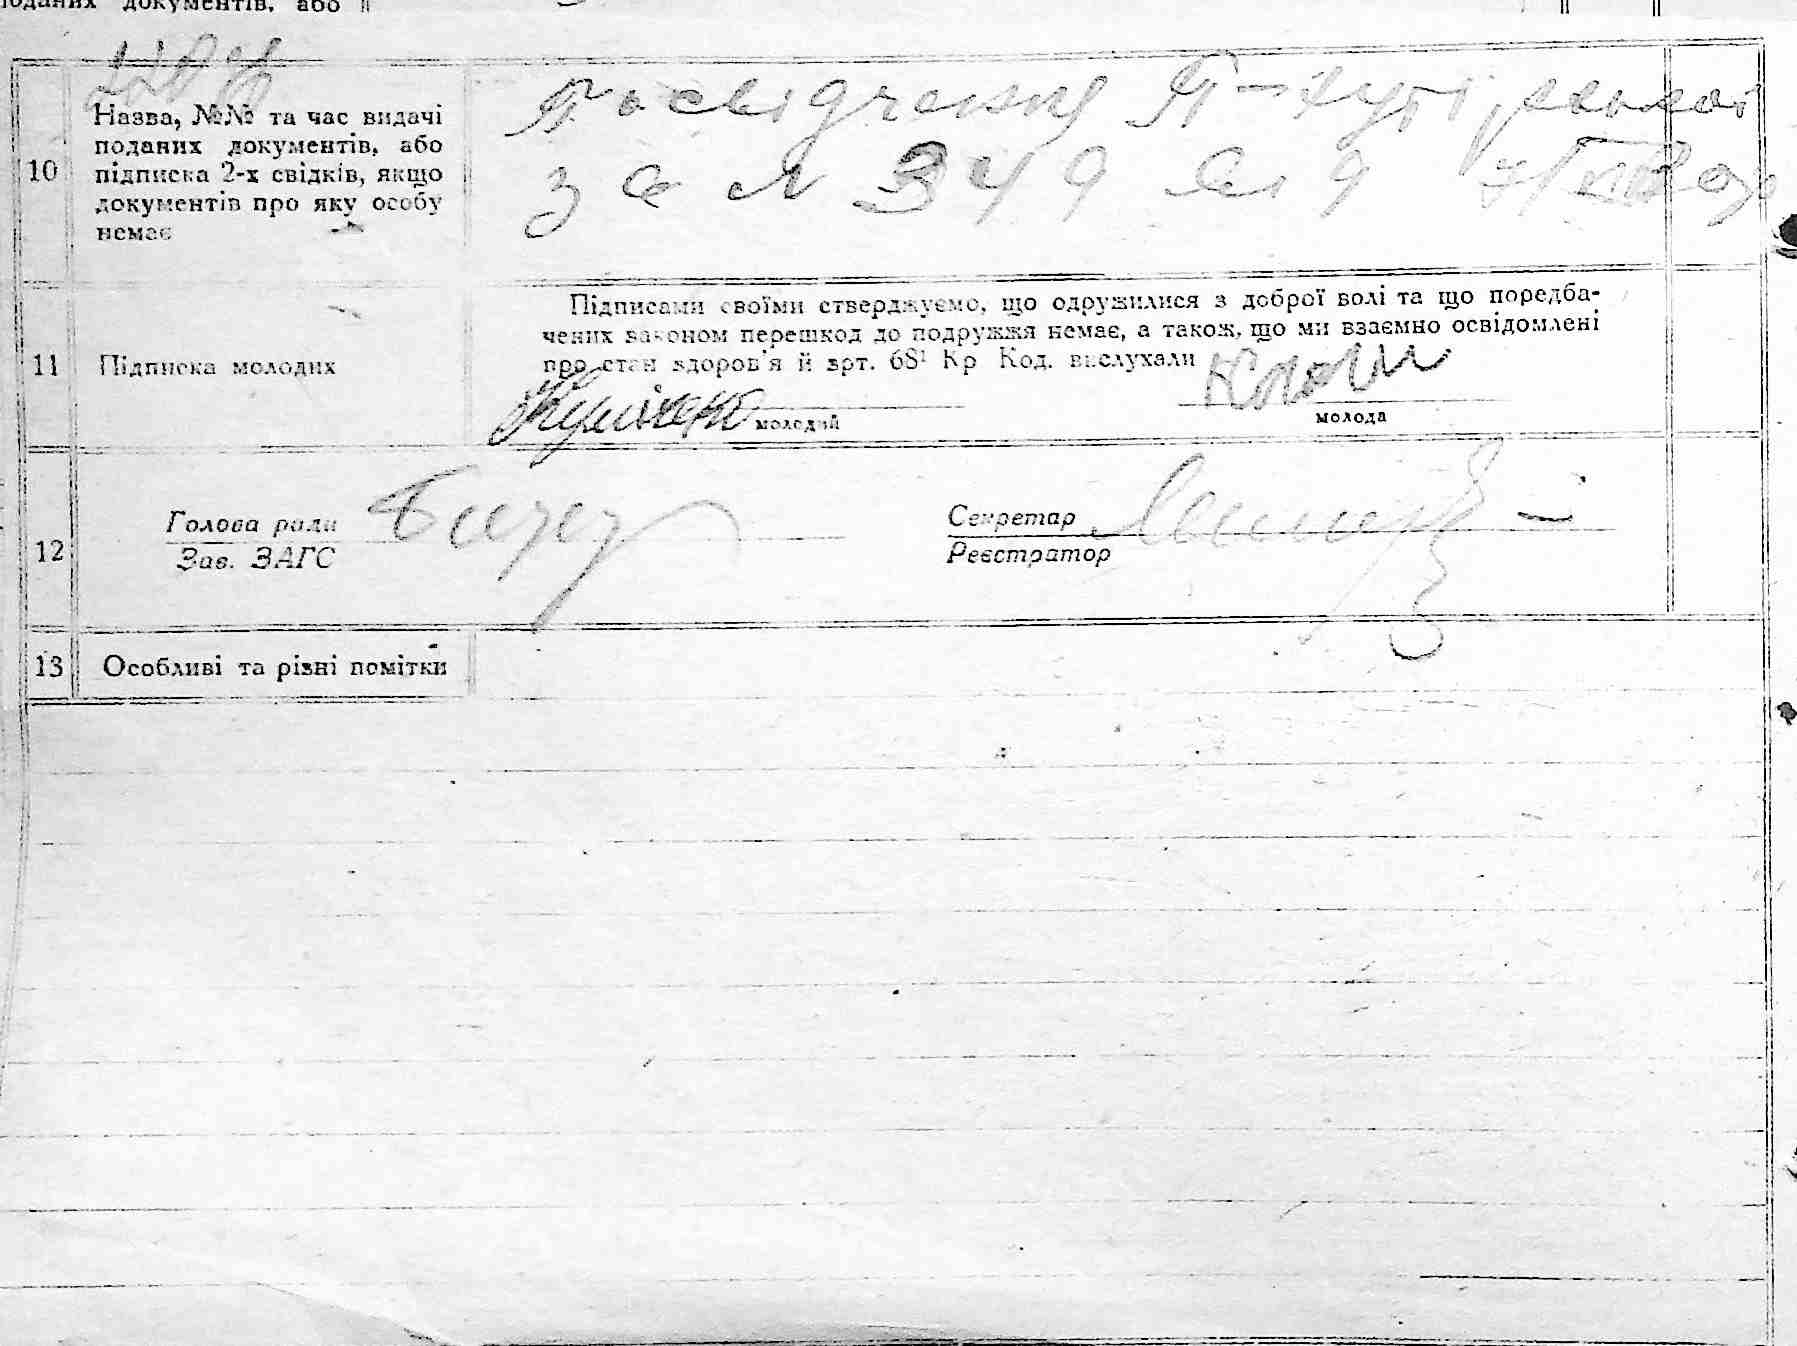 поданих документів, або
10
Назва, №№ та час видачі
поданих документів, або
підписка 2-х свідків, якщо
документів про яку особу
немає
Посвідчення
за № 349 від
11
Підписка молодих
Підписами своїми стверджуємо, що одружилися з доброї волі та що передба-
чених законом перешкод до подружжя немає, а також, що ми взаємно освідомлені
про стан здоров'я й арт. 68¹ Кр Код. вислухали
молодий
молода
12
Голова ради
Зав. ЗАГС
Секретар
Реєстратор
13
Особливі та різні помітки